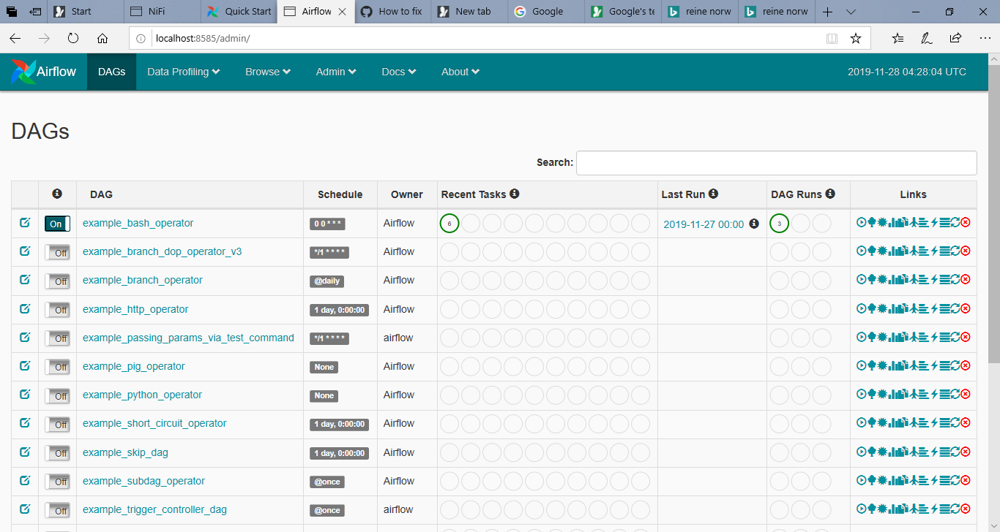 Start NiFi Quick Start Airflow How to fix New tab Google Google's te reine norw reine norw
localhost:8585/admin/
Airflow DAGs Data Profiling Browse Admin Docs About 2019-11-28 04:28:04 UTC
DAGs
Search:
DAG Schedule Owner Recent Tasks Last Run DAG Runs Links
On example_bash_operator 0 0 * * * Airflow 6 2019-11-27 00:00 3
Off example_branch_dop_operator_v3 */1 * * * * Airflow
Off example_branch_operator @daily Airflow
Off example_http_operator 1 day, 0:00:00 Airflow
Off example_passing_params_via_test_command */1 * * * * airflow
Off example_pig_operator None Airflow
Off example_python_operator None Airflow
Off example_short_circuit_operator 1 day, 0:00:00 Airflow
Off example_skip_dag 1 day, 0:00:00 Airflow
Off example_subdag_operator @once Airflow
Off example_trigger_controller_dag @once airflow